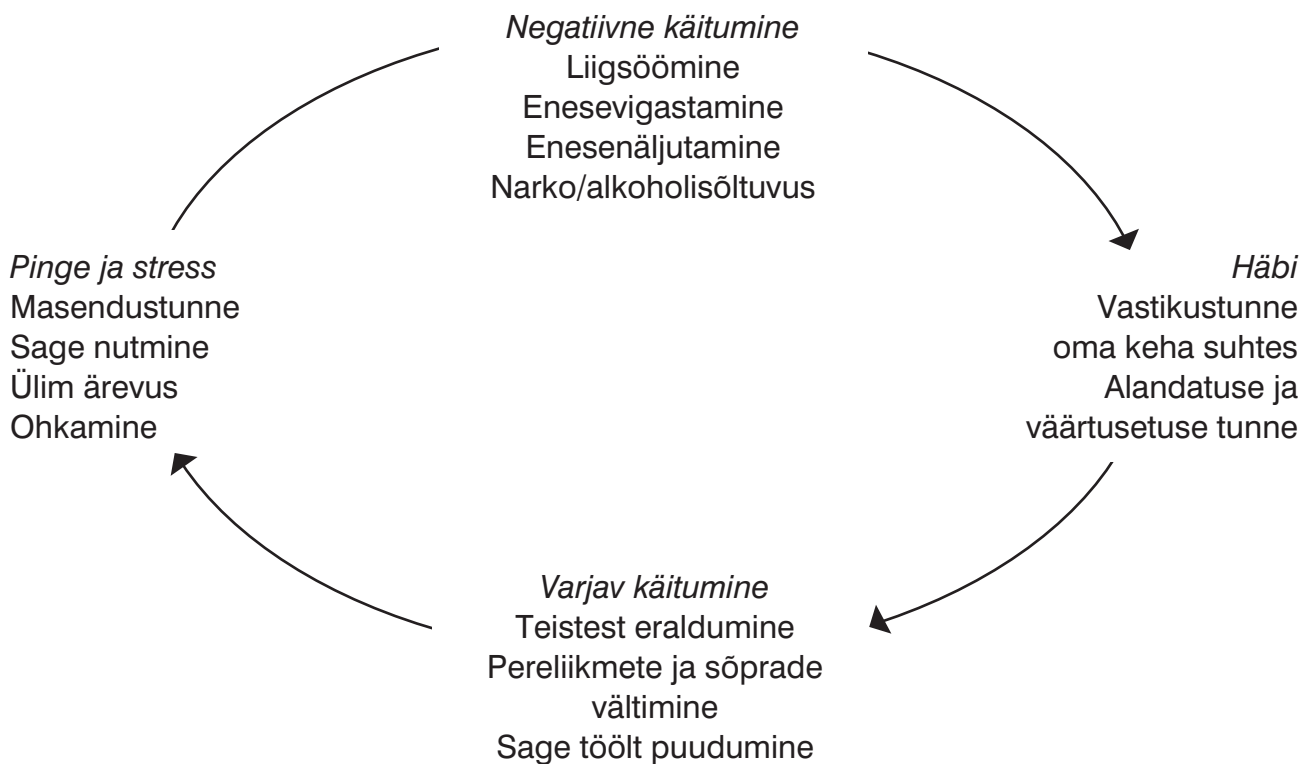 Negatiivne käitumine
Liigsöömine
Enesevigastamine
Enesenäljutamine
Narko/alkoholisõltuvus
Pinge ja stress
Masendustunne
Sage nutmine
Ülim ärevus
Ohkamine
Häbi
Vastikustunne
oma keha suhtes
Alandatuse ja
väärtusetuse tunne
Varjav käitumine
Teistest eraldumine
Pereliikmete ja sõprade
vältimine
Sage töölt puudumine